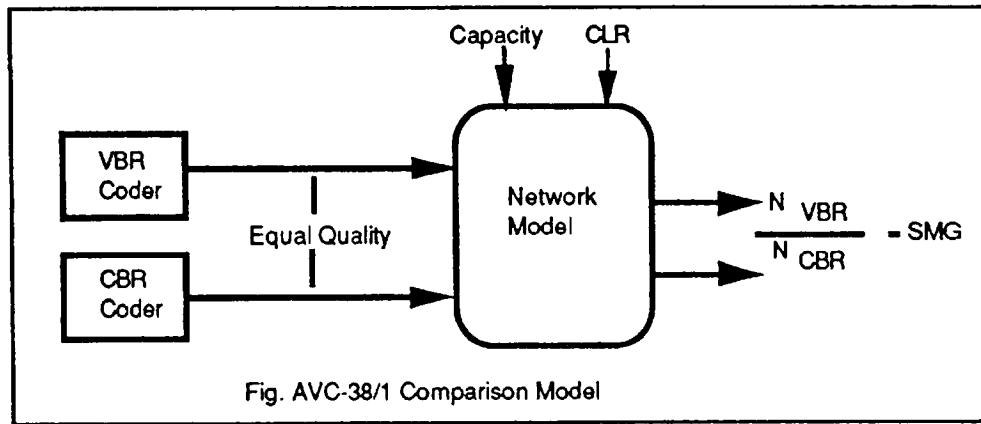 Capacity CLR
VBR
Coder
Equal Quality
CBR
Coder
Network
Model
N VBR
N CBR
= SMG
Fig. AVC-38/1 Comparison Model